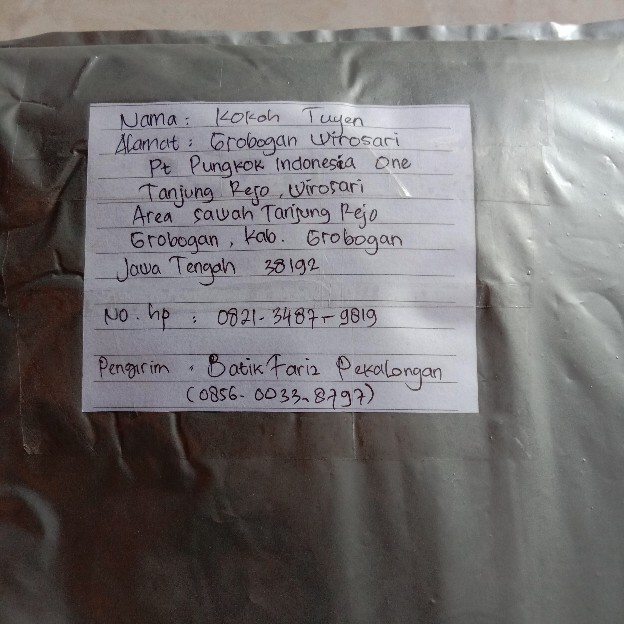 Nama : Kokoh Tuyen
Alamat : Grobogan Wirosari
Pt Pungkok Indonesia One
Tanjung Rejo, Wirosari
Area sawah Tanjung Rejo
Grobogan, Kab. Grobogan
Jawa Tengah 38192
No. hp : 0821-3487-9819
Pengirim : Batik Fariz Pekalongan
(0856-0033-8797)